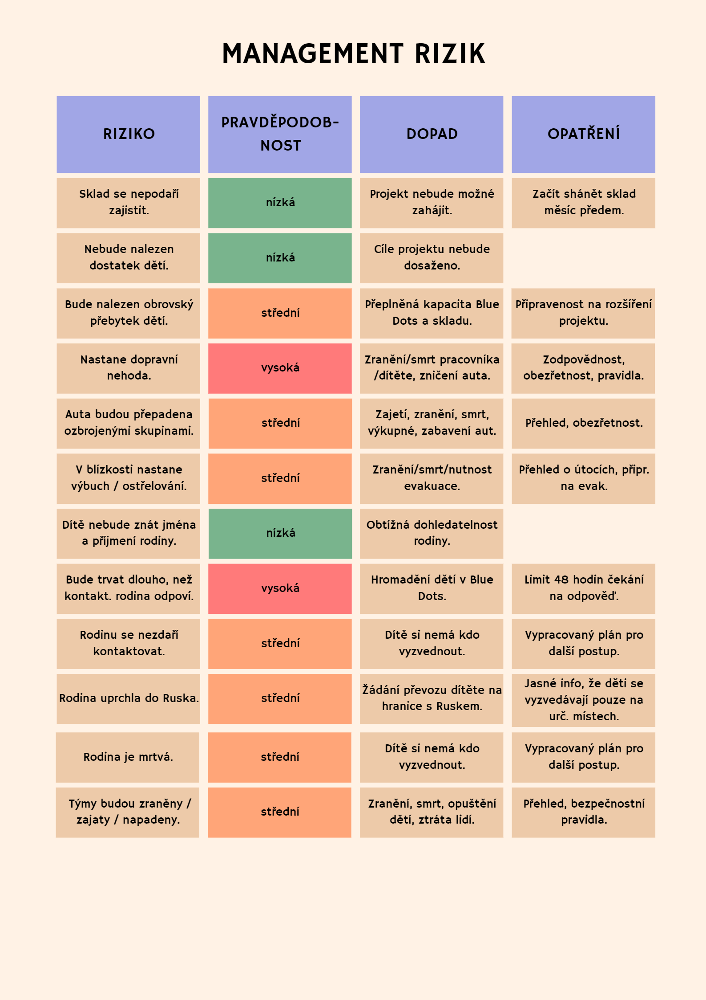 MANAGEMENT RIZIK
RIZIKO
PRAVDĚPODOB-
NOST
DOPAD
OPATŘENÍ
Sklad se nepodaří
zajistit.
nízká
Projekt nebude možné
zahájit.
Začít shánět sklad
měsíc předem.
Nebude nalezen
dostatek dětí.
nízká
Cíle projektu nebude
dosaženo.
Bude nalezen obrovský
přebytek dětí.
střední
Přeplněná kapacita Blue
Dots a skladu.
Připravenost na rozšíření
projektu.
Nastane dopravní
nehoda.
vysoká
Zranění/smrt pracovníka
/dítěte, zničení auta.
Zodpovědnost,
obezřetnost, pravidla.
Auta budou přepadena
ozbrojenými skupinami.
střední
Zajetí, zranění, smrt,
výkupné, zabavení aut.
Přehled, obezřetnost.
V blízkosti nastane
výbuch / ostřelování.
střední
Zranění/smrt/nutnost
evakuace.
Přehled o útocích, připr.
na evak.
Dítě nebude znát jména
a příjmení rodiny.
nízká
Obtížná dohledatelnost
rodiny.
Bude trvat dlouho, než
kontakt. rodina odpoví.
vysoká
Hromadění dětí v Blue
Dots.
Limit 48 hodin čekání
na odpověď.
Rodinu se nezdaří
kontaktovat.
střední
Dítě si nemá kdo
vyzvednout.
Vypracovaný plán pro
další postup.
Rodina uprchla do Ruska.
střední
Žádání převozu dítěte na
hranice s Ruskem.
Jasné info, že děti se
vyzvedávají pouze na
urč. místech.
Rodina je mrtvá.
střední
Dítě si nemá kdo
vyzvednout.
Vypracovaný plán pro
další postup.
Týmy budou zraněny /
zajaty / napadeny.
střední
Zranění, smrt, opuštění
dětí, ztráta lidí.
Přehled, bezpečnostní
pravidla.